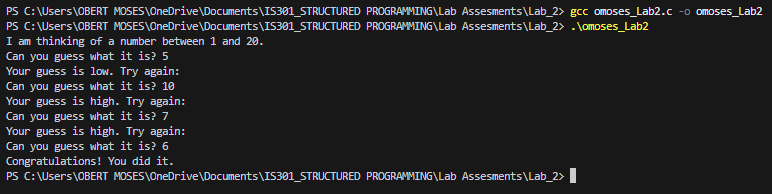 PS C:\Users\OBERT MOSES\OneDrive\Documents\IS301_STRUCTURED PROGRAMMING\Lab Assesments\Lab_2> gcc omoses_Lab2.c -o omoses_Lab2
PS C:\Users\OBERT MOSES\OneDrive\Documents\IS301_STRUCTURED PROGRAMMING\Lab Assesments\Lab_2> .\omoses_Lab2
I am thinking of a number between 1 and 20.
Can you guess what it is? 5
Your guess is low. Try again:
Can you guess what it is? 10
Your guess is high. Try again:
Can you guess what it is? 7
Your guess is high. Try again:
Can you guess what it is? 6
Congratulations! You did it.
PS C:\Users\OBERT MOSES\OneDrive\Documents\IS301_STRUCTURED PROGRAMMING\Lab Assesments\Lab_2>